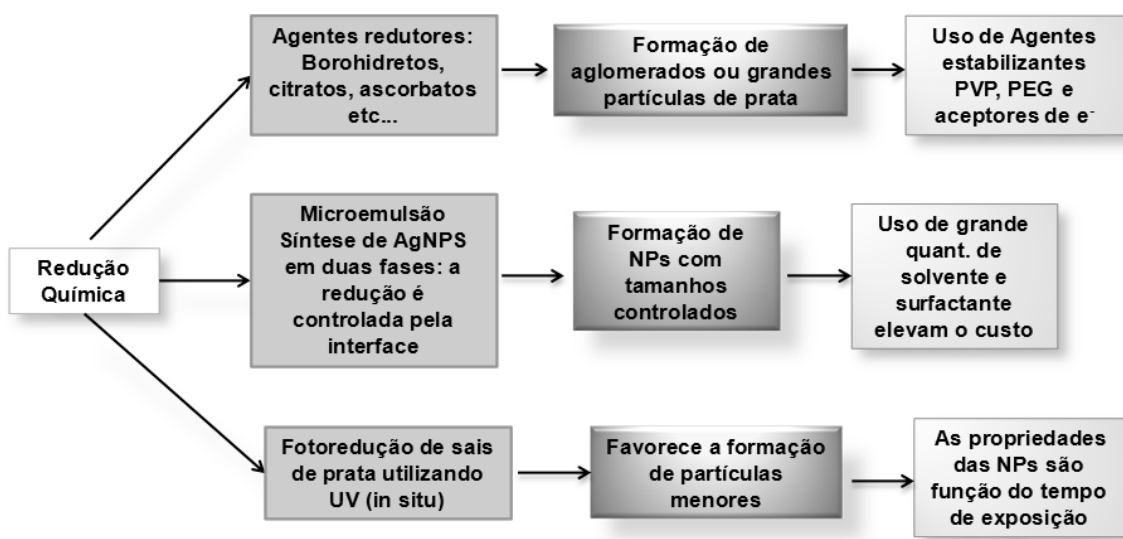 Redução
Química
Agentes redutores:
Borohidretos,
citratos, ascorbatos
etc...
Formação de
aglomerados ou grandes
partículas de prata
Uso de Agentes
estabilizantes
PVP, PEG e
aceptores de e-
Microemulsão
Síntese de AgNPS
em duas fases: a
redução é
controlada pela
interface
Formação de
NPs com
tamanhos
controlados
Uso de grande
quant. de
solvente e
surfactante
elevam o custo
Fotoredução de sais
de prata utilizando
UV (in situ)
Favorece a formação
de partículas
menores
As propriedades
das NPs são
função do tempo
de exposição